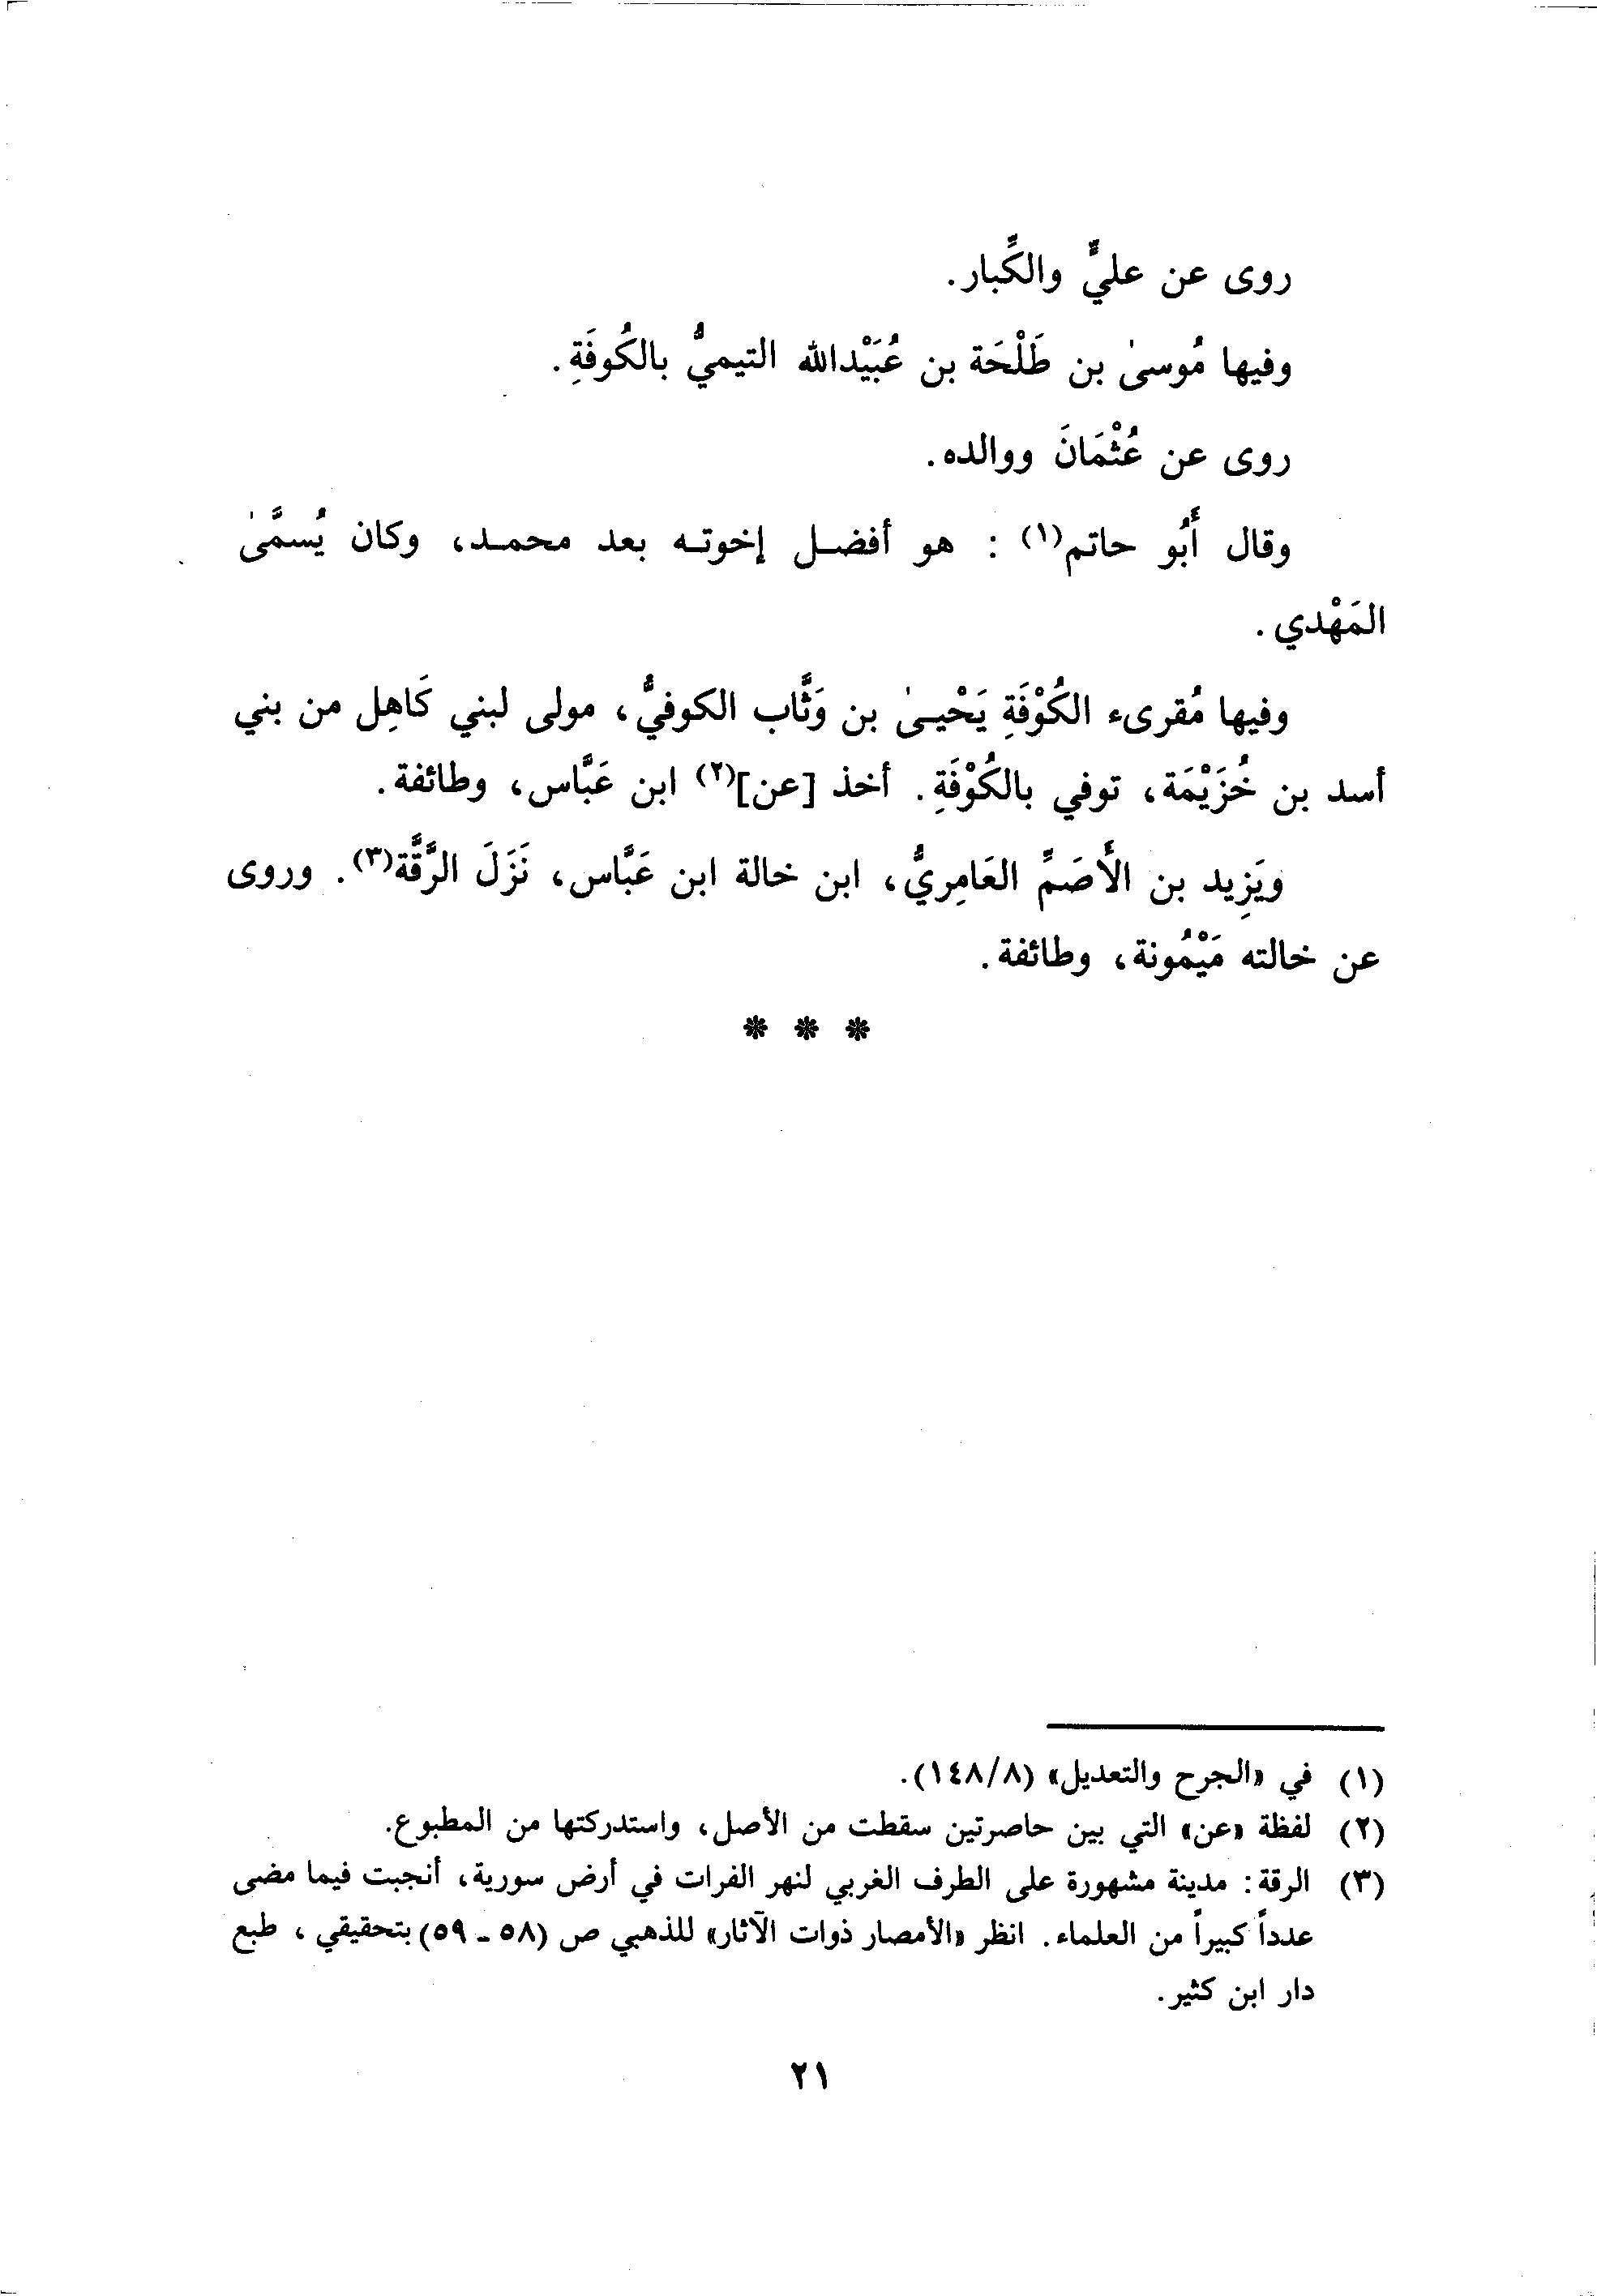 روى عن عليٍّ والكِّبار.
وفيها مُوسىٰ بن طَلْحَة بن عُبَيْدالله التيميُّ بالكُوفَةِ.
روى عن عُثْمَانَ ووالده.
وقال أَبُو حاتم(١) : هو أفضل إخوته بعد محمد، وكان يُسمَّىٰ
المَهْدي.
وفيها مُقرىء الكُوْفَةِ يَحْيىٰ بن وَثَّاب الكوفيُّ، مولى لبني كَاهِل من بني
أسد بن خُزَيْمَة، توفي بالكُوْفَةِ. أخذ [عن](٢) ابن عَبَّاس، وطائفة.
ويَزِيد بن الأَصَمِّ العَامِريُّ، ابن خالة ابن عَبَّاس، نَزَلَ الرَّقَّة(٣). وروى
عن خالته مَيْمُونة، وطائفة.
* * *
(١) في «الجرح والتعديل» (١٤٨/٨).
(٢) لفظة «عن» التي بين حاصرتين سقطت من الأصل، واستدركتها من المطبوع.
(٣) الرقة: مدينة مشهورة على الطرف الغربي لنهر الفرات في أرض سورية، أنجبت فيما مضى
عدداً كبيراً من العلماء. انظر «الأمصار ذوات الآثار» للذهبي ص (٥٨ - ٥٩) بتحقيقي، طبع
دار ابن كثير.
٢١